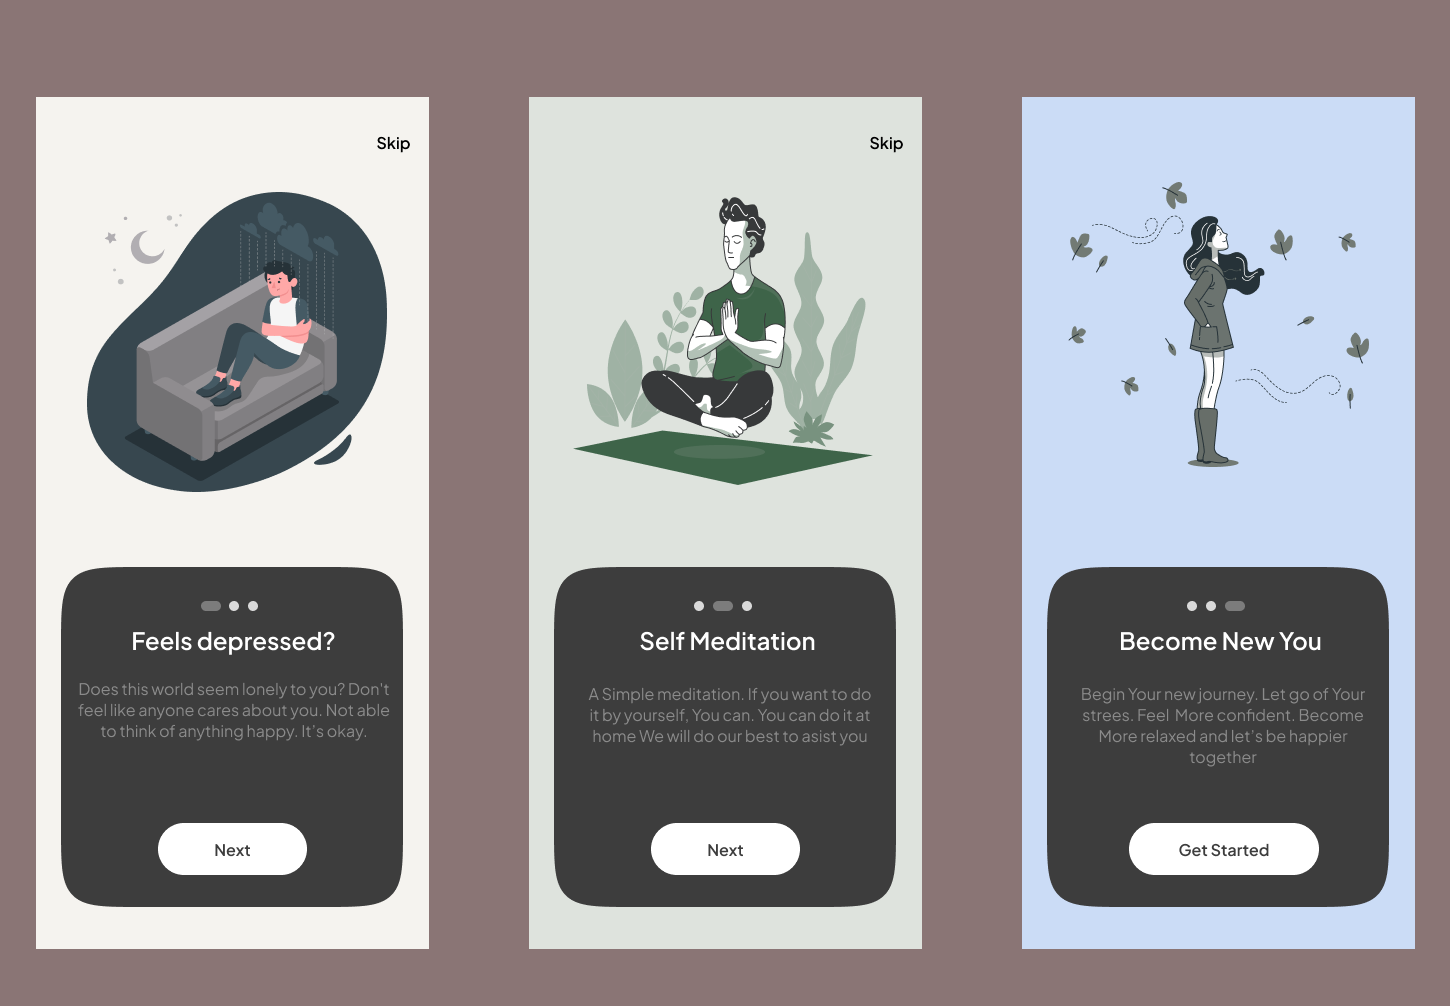 Skip
Feels depressed?
Does this world seem lonely to you? Don't
feel like anyone cares about you. Not able
to think of anything happy. It's okay.
Next
Skip
Self Meditation
A Simple meditation. If you want to do
it by yourself, You can. You can do it at
home We will do our best to asist you
Next
Become New You
Begin Your new journey. Let go of Your
strees. Feel  More confident. Become
More relaxed and let's be happier
together
Get Started